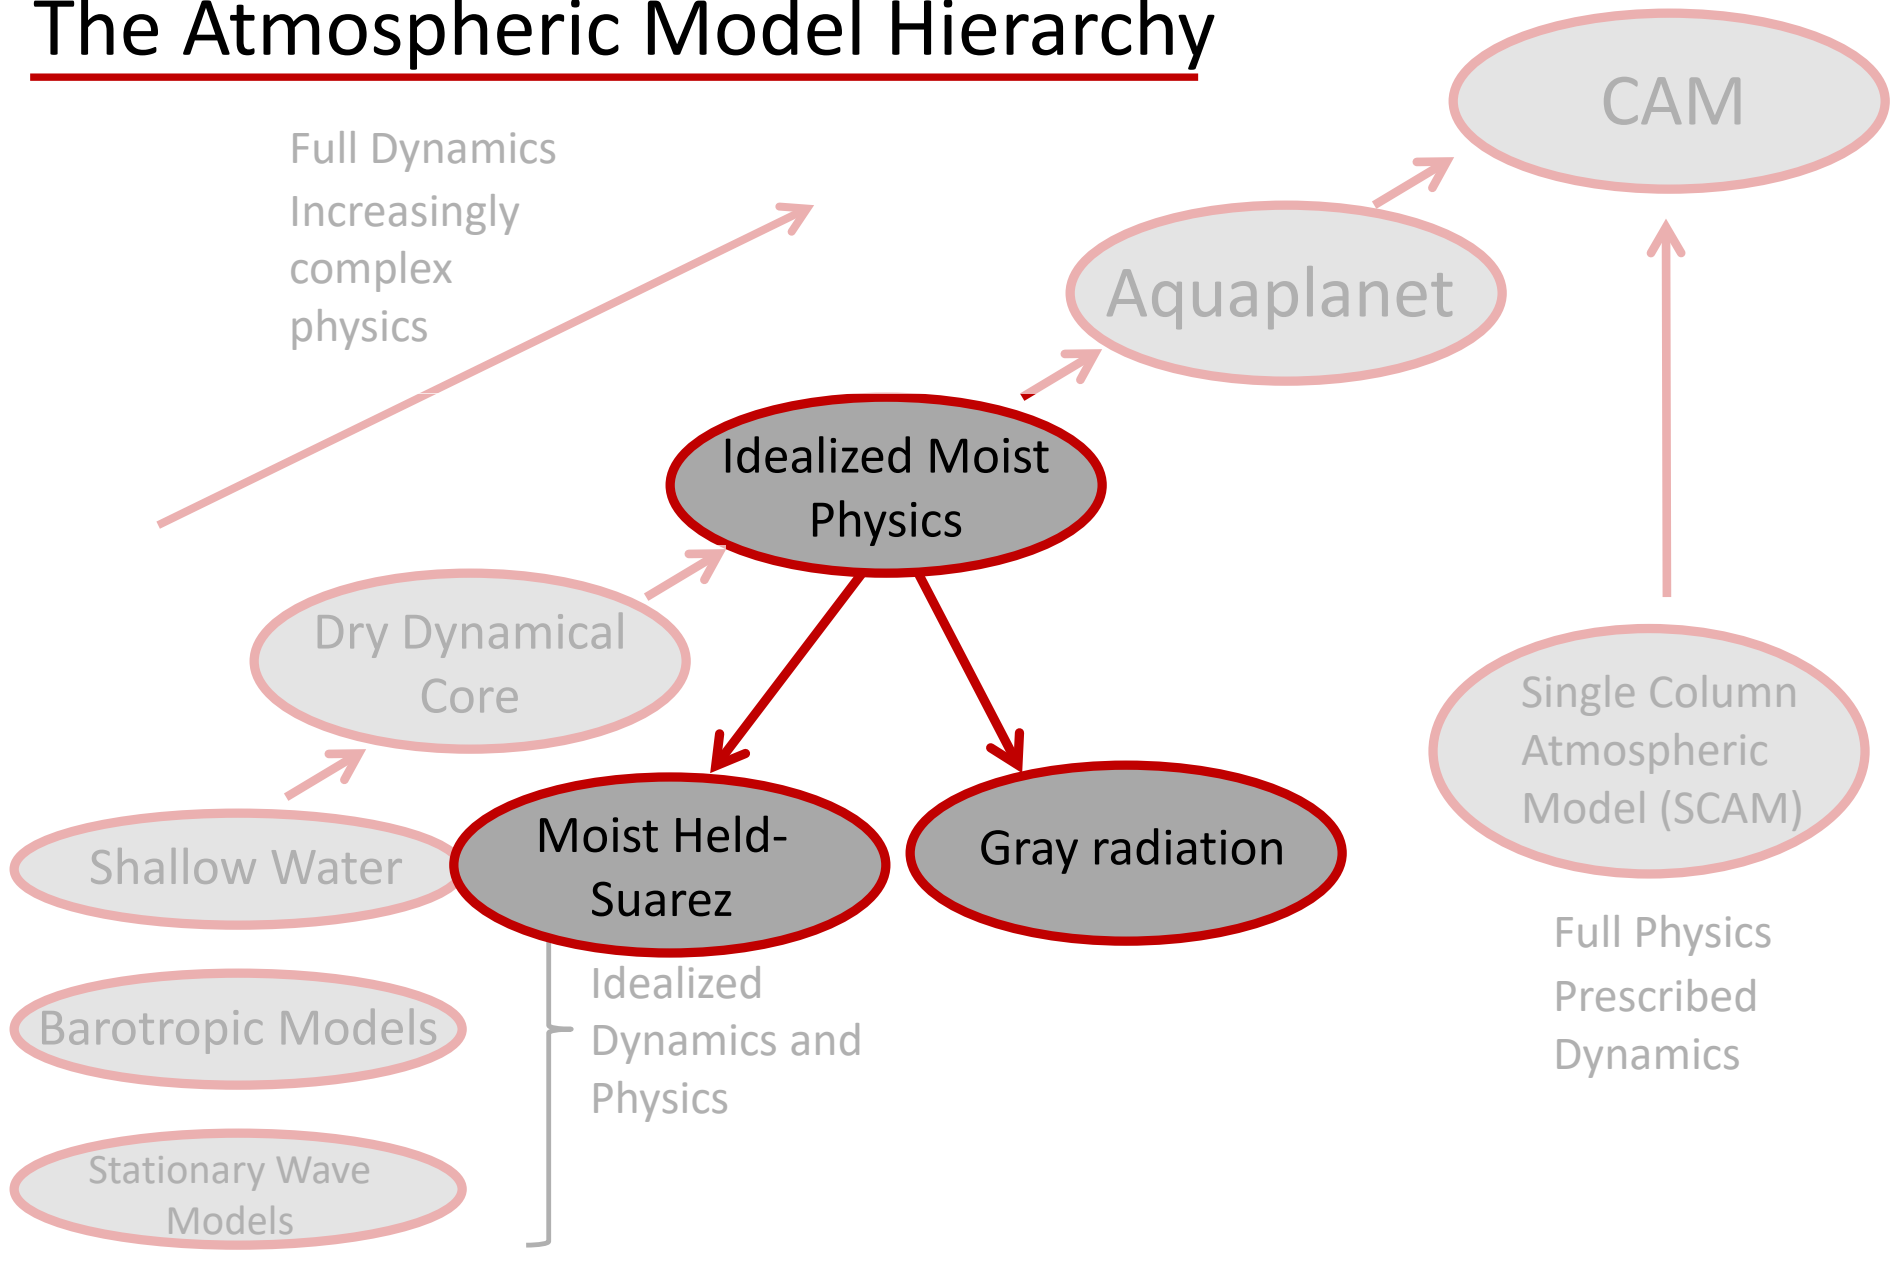 The Atmospheric Model Hierarchy
CAM
Full Dynamics
Increasingly
complex
physics
Aquaplanet
Idealized Moist
Physics
Dry Dynamical
Core
Single Column
Atmospheric
Model (SCAM)
Moist Held-
Suarez
Gray radiation
Shallow Water
Full Physics
Prescribed
Dynamics
Idealized
Dynamics and
Physics
Barotropic Models
Stationary Wave
Models